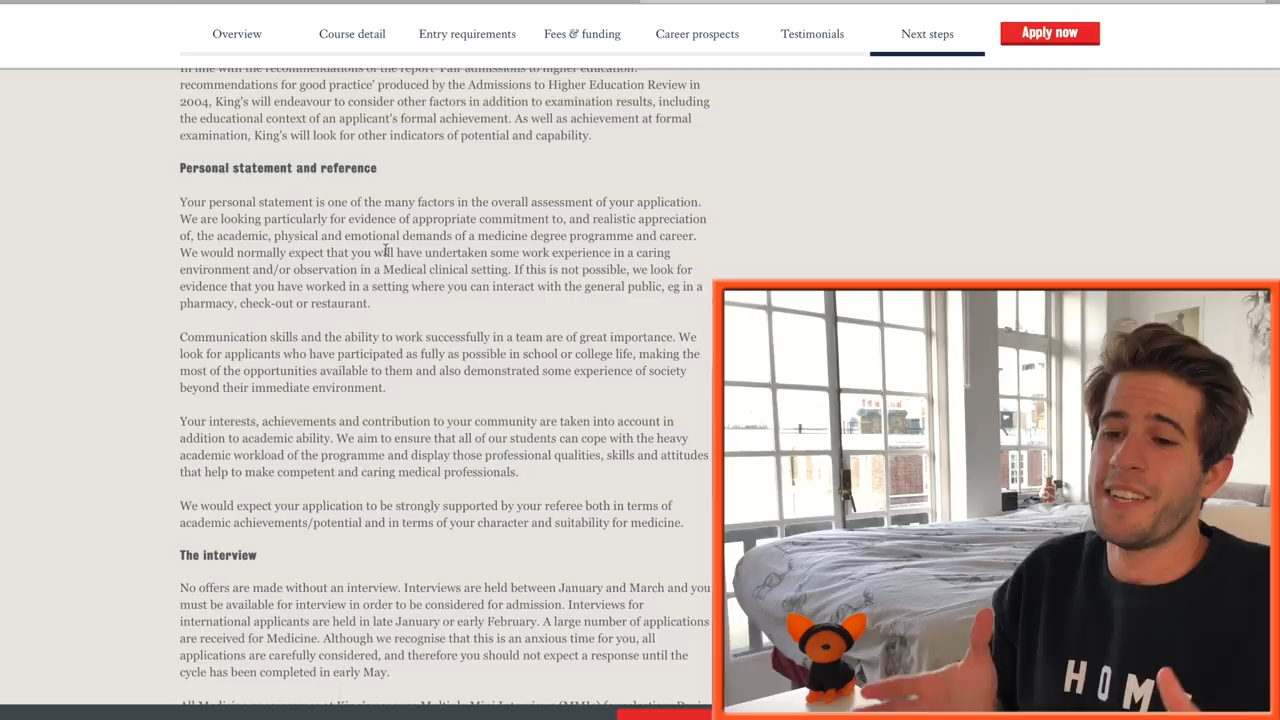 Overview
Course detail
Entry requirements
Fees & funding
Career prospects
Testimonials
Next steps
Apply now
In line with the recommendations of the report 'Fair admissions to higher education:
recommendations for good practice' produced by the Admissions to Higher Education Review in
2004, King's will endeavour to consider other factors in addition to examination results, including
the educational context of an applicant's formal achievement. As well as achievement at formal
examination, King's will look for other indicators of potential and capability.
Personal statement and reference
Your personal statement is one of the many factors in the overall assessment of your application.
We are looking particularly for evidence of appropriate commitment to, and realistic appreciation
of, the academic, physical and emotional demands of a medicine degree programme and career.
We would normally expect that you will have undertaken some work experience in a caring
environment and/or observation in a Medical clinical setting. If this is not possible, we look for
evidence that you have worked in a setting where you can interact with the general public, eg in a
pharmacy, check-out or restaurant.
Communication skills and the ability to work successfully in a team are of great importance. We
look for applicants who have participated as fully as possible in school or college life, making the
most of the opportunities available to them and also demonstrated some experience of society
beyond their immediate environment.
Your interests, achievements and contribution to your community are taken into account in
addition to academic ability. We aim to ensure that all of our students can cope with the heavy
academic workload of the programme and display those professional qualities, skills and attitudes
that help to make competent and caring medical professionals.
We would expect your application to be strongly supported by your referee both in terms of
academic achievements/potential and in terms of your character and suitability for medicine.
The interview
No offers are made without an interview. Interviews are held between January and March and you
must be available for interview in order to be considered for admission. Interviews for
international applicants are held in late January or early February. A large number of applications
are received for Medicine. Although we recognise that this is an anxious time for you, all
applications are carefully considered, and therefore you should not expect a response until the
cycle has been completed in early May.
HOM